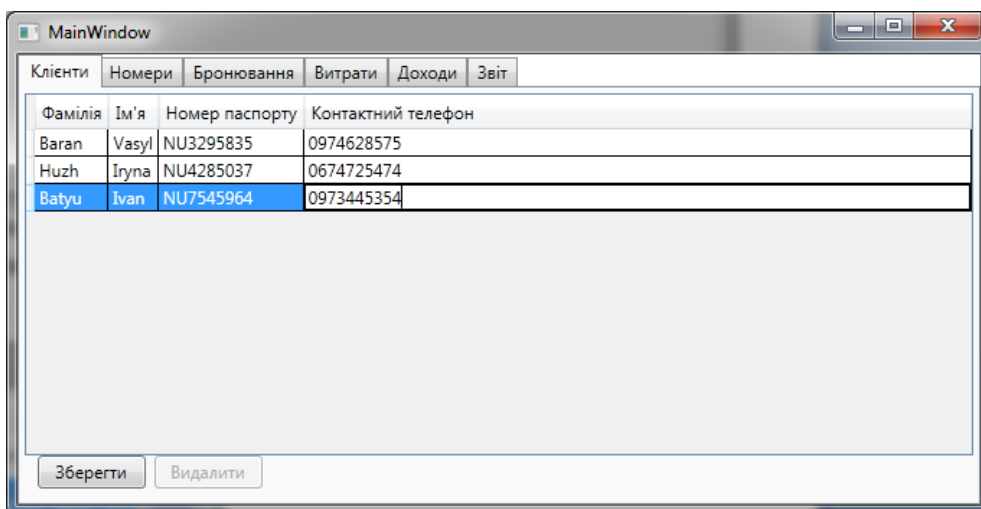 MainWindow
Клієнти Номери Бронювання Витрати Доходи Звіт
Фамілія Ім'я Номер паспорту Контактний телефон
Baran Vasyl NU3295835 0974628575
Huzh Iryna NU4285037 0674725474
Batyu Ivan NU7545964 0973445354
Зберегти Видалити